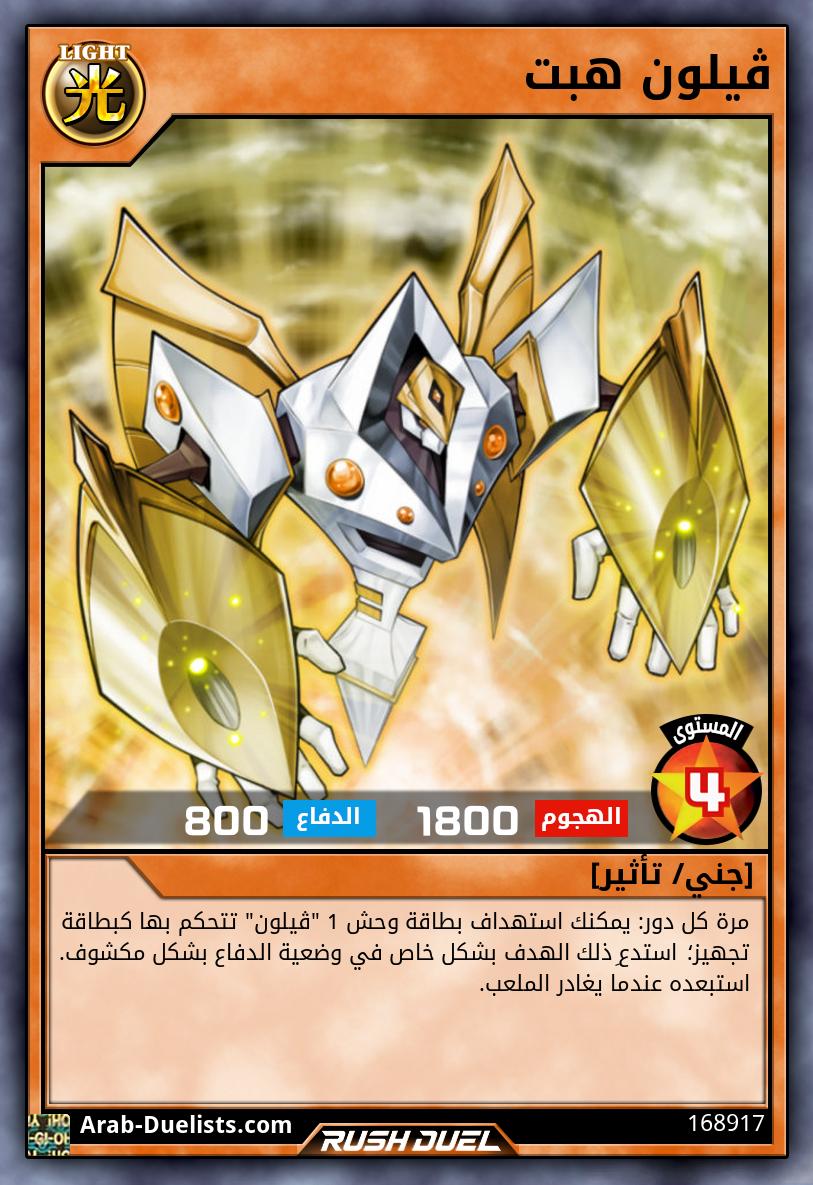 ڤيلون هبت
LIGHT
光
المستوى
4
الهجوم 1800 الدفاع 800
[جني/ تأثير]
مرة كل دور: يمكنك استهداف بطاقة وحش 1 "ڤيلون" تتحكم بها كبطاقة
تجهيز؛ استدعِ ذلك الهدف بشكل خاص في وضعية الدفاع بشكل مكشوف.
استبعده عندما يغادر الملعب.
Arab-Duelists.com
RUSH DUEL
168917